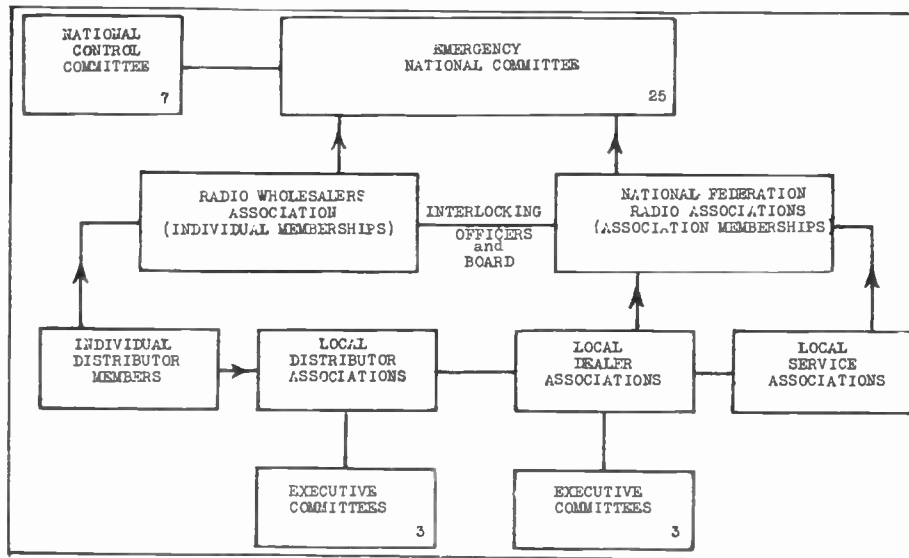 NATIONAL
CONTROL
COMMITTEE
7
EMERGENCY
NATIONAL COMMITTEE
25
RADIO WHOLESALERS
ASSOCIATION
(INDIVIDUAL MEMBERSHIPS)
INTERLOCKING
OFFICERS
and
BOARD
NATIONAL FEDERATION
RADIO ASSOCIATIONS
(ASSOCIATION MEMBERSHIPS
INDIVIDUAL
DISTRIBUTOR
MEMBERS
LOCAL
DISTRIBUTOR
ASSOCIATIONS
LOCAL
DEALER
ASSOCIATIONS
LOCAL
SERVICE
ASSOCIATIONS
EXECUTIVE
COMMITTEES
3
EXECUTIVE
COMMITTEES
3